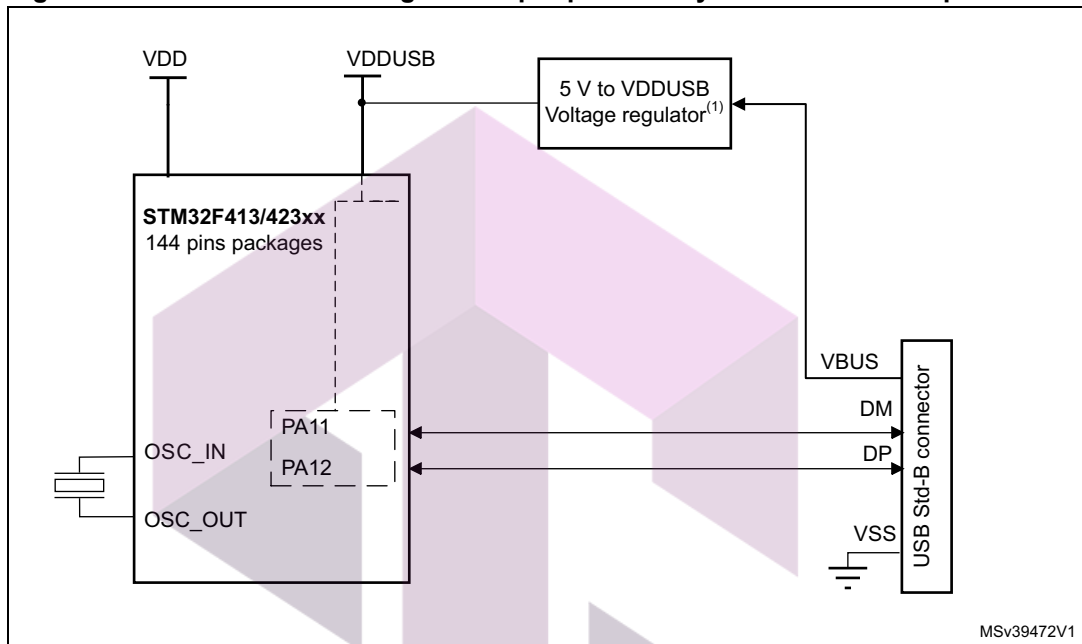 VDD
VDDUSB
5 V to VDDUSB
Voltage regulator(1)
STM32F413/423xx
144 pins packages
VBUS
DM
DP
PA11
PA12
OSC_IN
OSC_OUT
VSS
USB Std-B connector
MSv39472V1